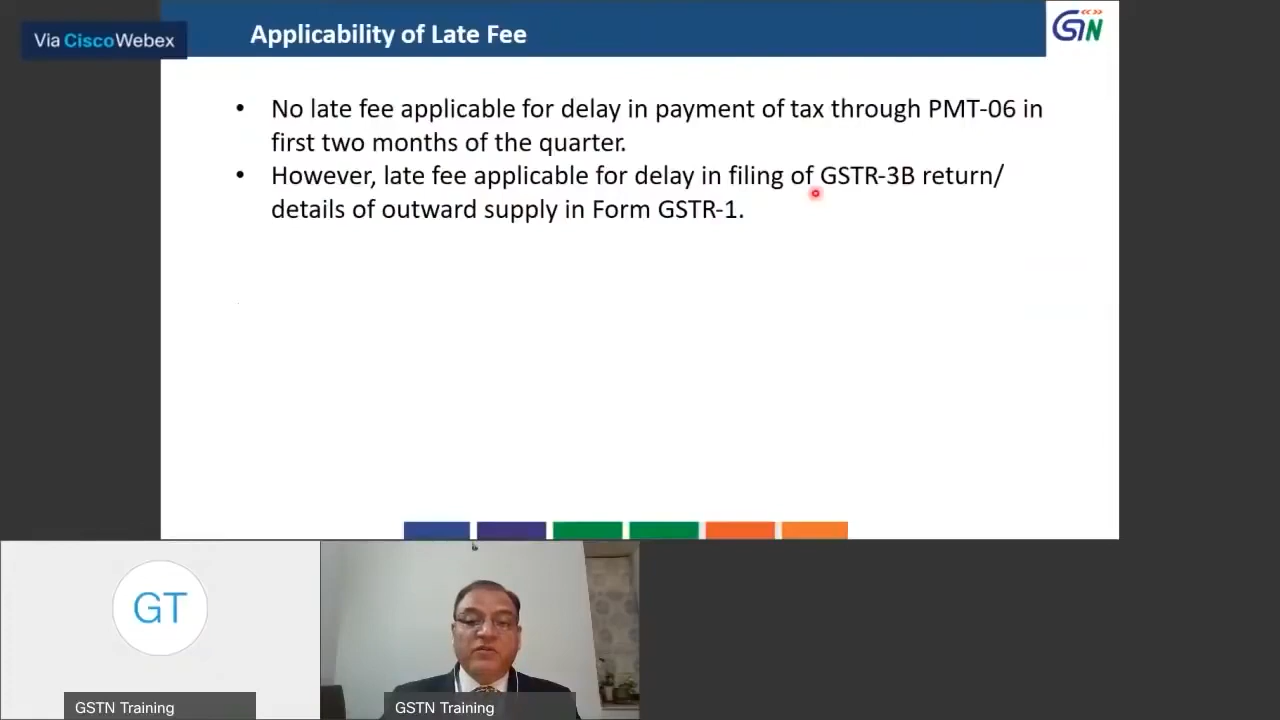 Via CiscoWebex
Applicability of Late Fee
GSTN
• No late fee applicable for delay in payment of tax through PMT-06 in
first two months of the quarter.
• However, late fee applicable for delay in filing of GSTR-3B return/
details of outward supply in Form GSTR-1.
GT
GSTN Training
GSTN Training